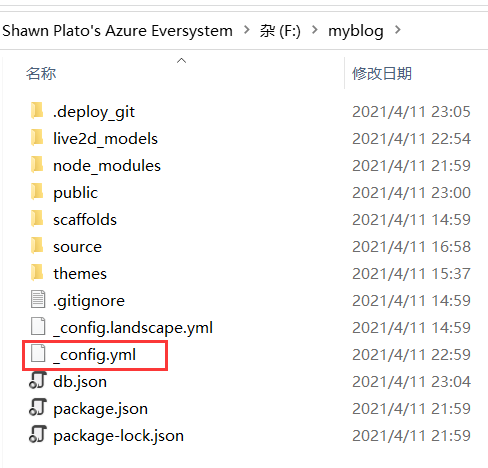 Shawn Plato's Azure Eversystem > 杂 (F:) > myblog >
名称 修改日期
.deploy_git 2021/4/11 23:05
live2d_models 2021/4/11 22:54
node_modules 2021/4/11 21:59
public 2021/4/11 23:00
scaffolds 2021/4/11 14:59
source 2021/4/11 16:58
themes 2021/4/11 15:37
.gitignore 2021/4/11 14:59
_config.landscape.yml 2021/4/11 14:59
_config.yml 2021/4/11 22:59
db.json 2021/4/11 23:04
package.json 2021/4/11 21:59
package-lock.json 2021/4/11 21:59